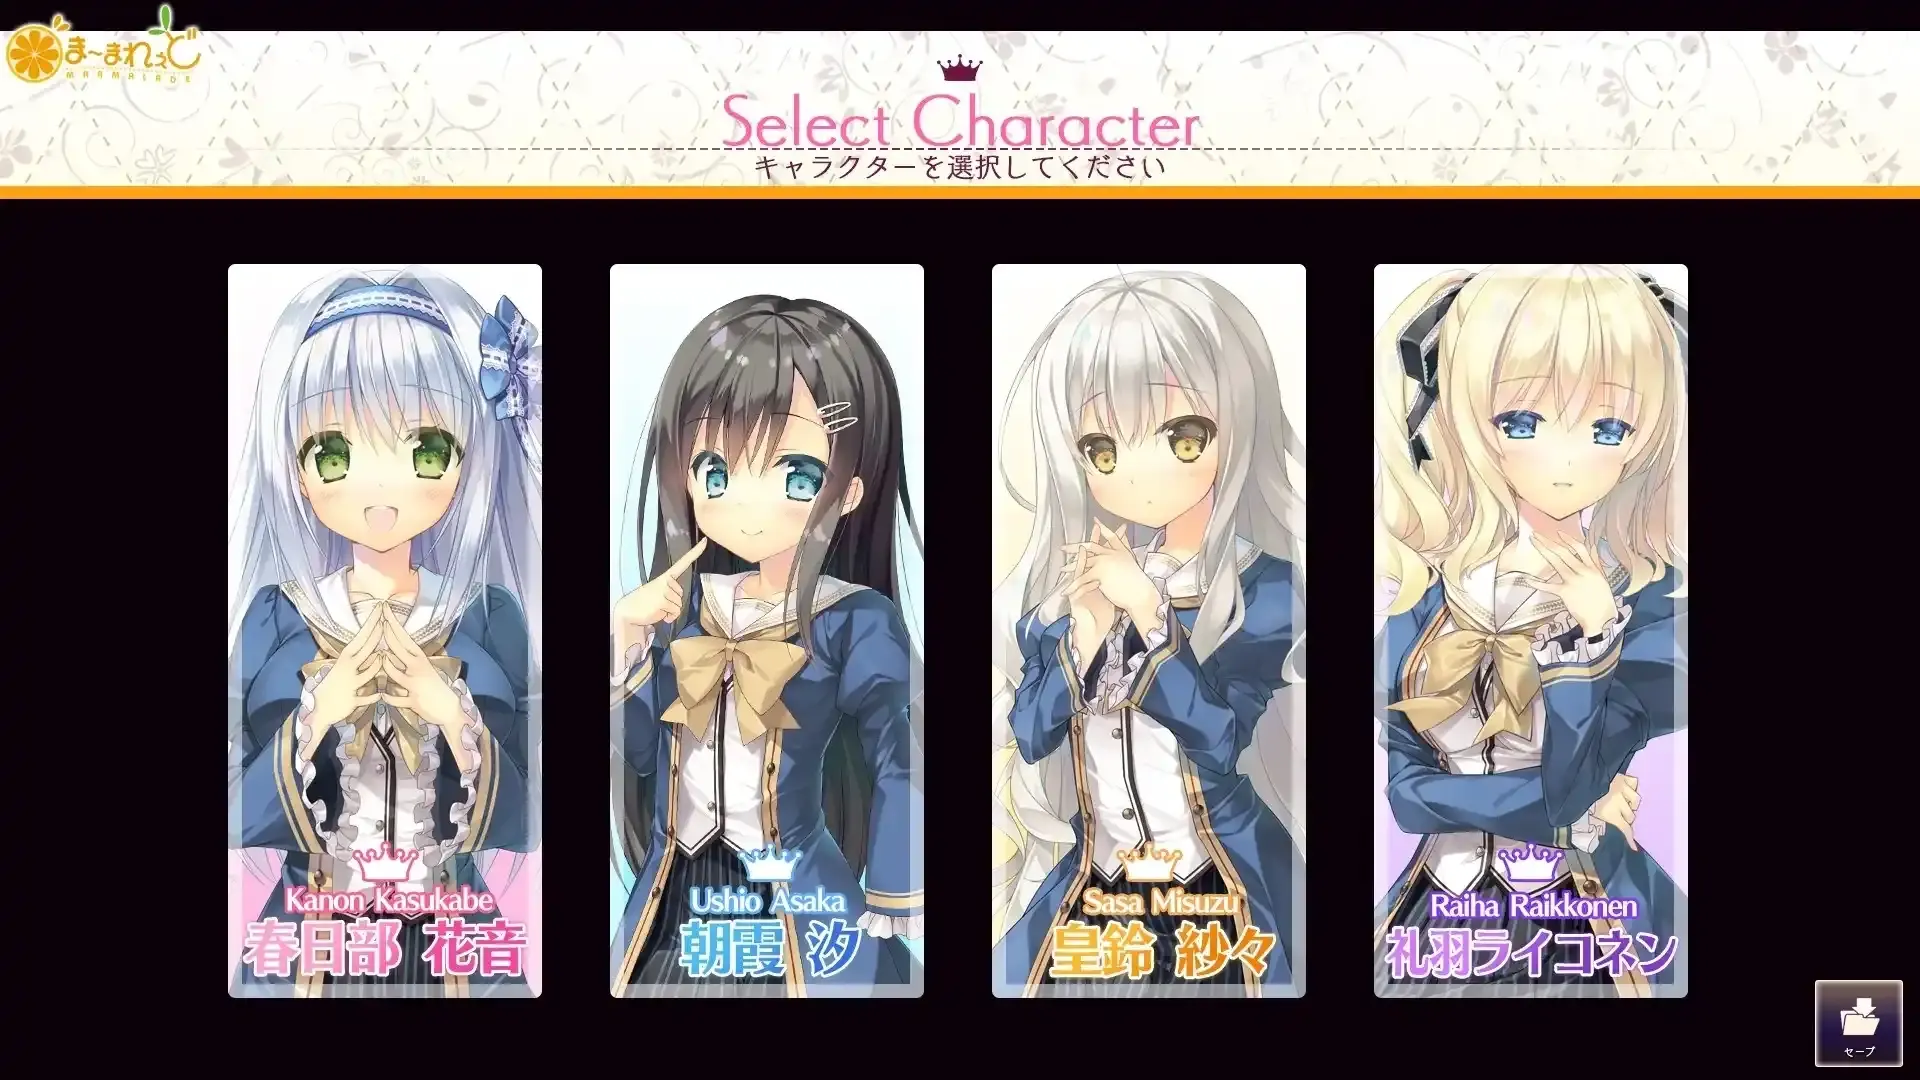 ま~まれぇど
MARMALADE
Select Character
キャラクターを選択してください
Kanon Kasukabe
春日部 花音
Ushio Asaka
朝霞 汐
Sasa Misuzu
皇鈴 紗々
Raiha Raikkonen
礼羽ライコネン
セーブ